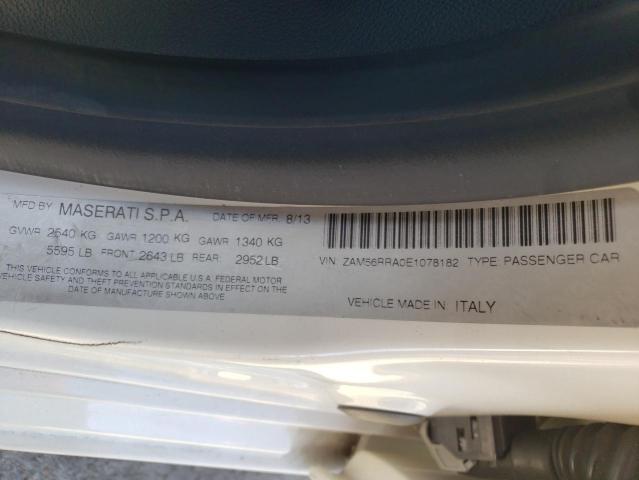 MFD BY MASERATI S.P.A. DATE OF MFR 8/13
GVWR 2540 KG GAWR 1200 KG GAWR 1340 KG
5595 LB FRONT: 2643 LB REAR: 2952 LB
THIS VEHICLE CONFORMS TO ALL APPLICABLE U.S.A. FEDERAL MOTOR
VEHICLE SAFETY AND THEFT PREVENTION STANDARDS IN EFFECT ON THE
DATE OF MANUFACTURE SHOWN ABOVE
VIN: ZAM56RRA0E1078182 TYPE: PASSENGER CAR
VEHICLE MADE IN ITALY